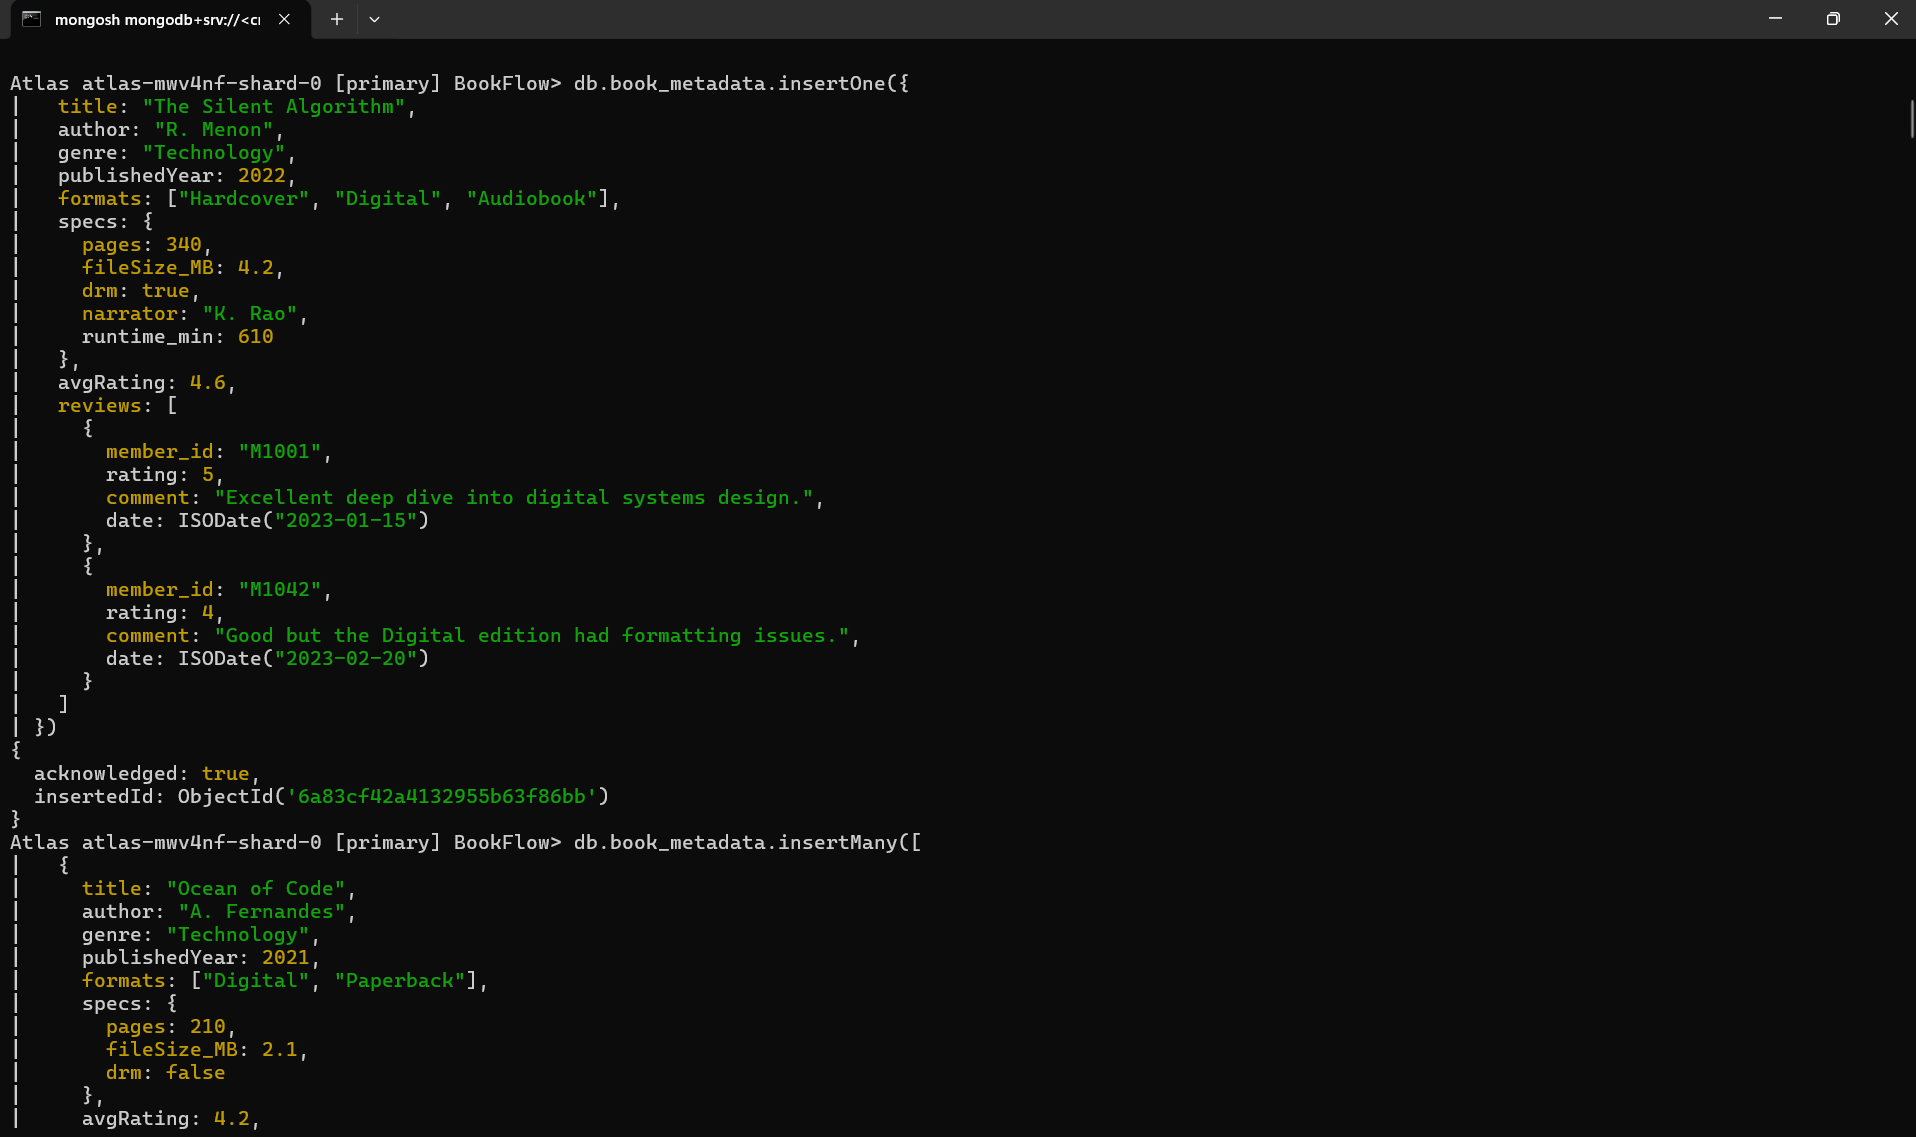 mongosh mongodb+srv://<cr
Atlas atlas-mwv4nf-shard-0 [primary] BookFlow> db.book_metadata.insertOne({
|   title: "The Silent Algorithm",
|   author: "R. Menon",
|   genre: "Technology",
|   publishedYear: 2022,
|   formats: ["Hardcover", "Digital", "Audiobook"],
|   specs: {
|     pages: 340,
|     fileSize_MB: 4.2,
|     drm: true,
|     narrator: "K. Rao",
|     runtime_min: 610
|   },
|   avgRating: 4.6,
|   reviews: [
|     {
|       member_id: "M1001",
|       rating: 5,
|       comment: "Excellent deep dive into digital systems design.",
|       date: ISODate("2023-01-15")
|     },
|     {
|       member_id: "M1042",
|       rating: 4,
|       comment: "Good but the Digital edition had formatting issues.",
|       date: ISODate("2023-02-20")
|     }
|   ]
| })
{
  acknowledged: true,
  insertedId: ObjectId('6a83cf42a4132955b63f86bb')
}
Atlas atlas-mwv4nf-shard-0 [primary] BookFlow> db.book_metadata.insertMany([
|   {
|     title: "Ocean of Code",
|     author: "A. Fernandes",
|     genre: "Technology",
|     publishedYear: 2021,
|     formats: ["Digital", "Paperback"],
|     specs: {
|       pages: 210,
|       fileSize_MB: 2.1,
|       drm: false
|     },
|     avgRating: 4.2,